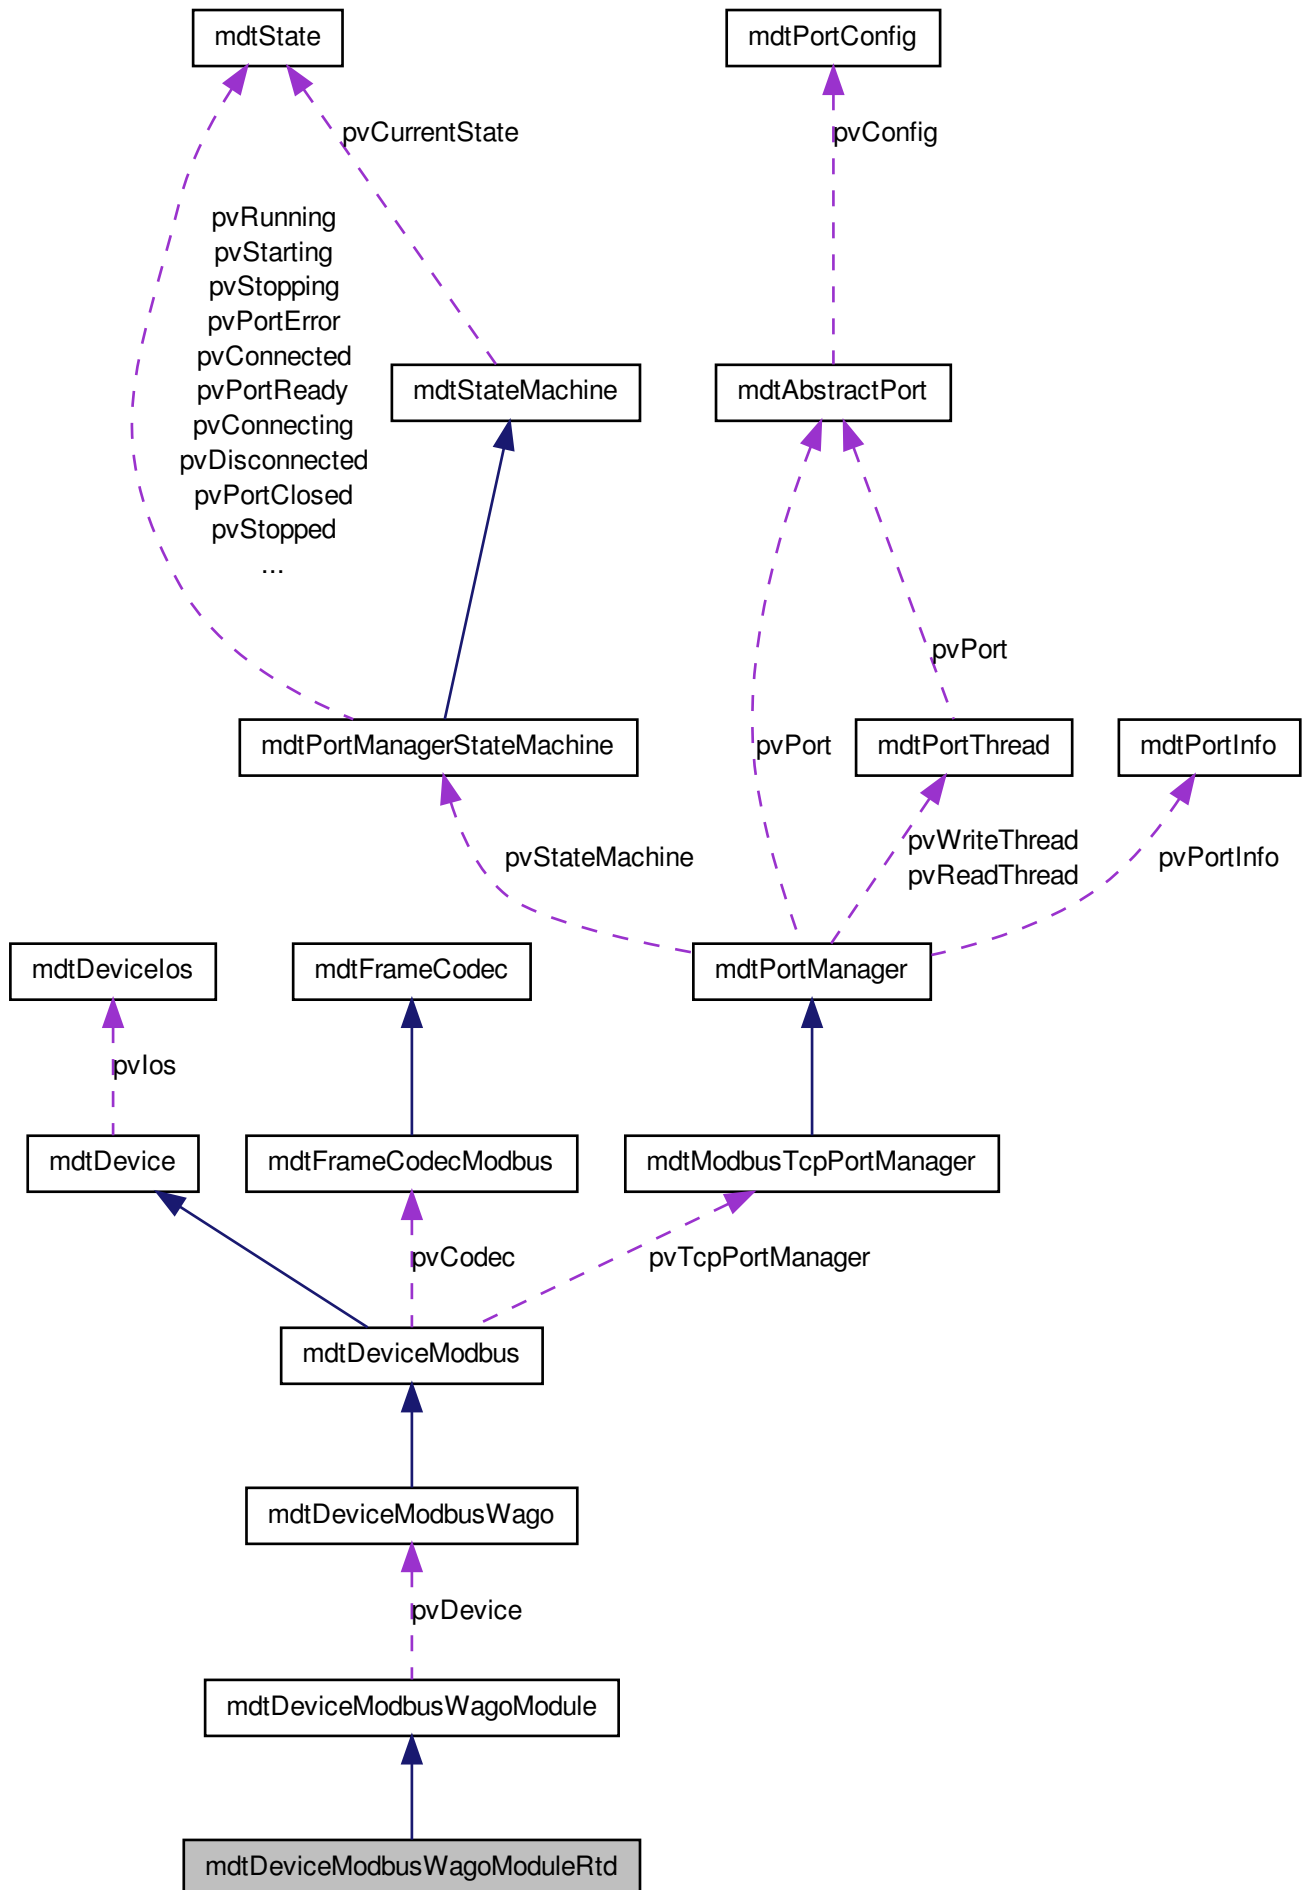 mdtState
mdtPortConfig
pvCurrentState
pvConfig
pvRunning
pvStarting
pvStopping
pvPortError
pvConnected
pvPortReady
pvConnecting
pvDisconnected
pvPortClosed
pvStopped
...
mdtStateMachine
mdtAbstractPort
pvPort
mdtPortManagerStateMachine
pvPort
mdtPortThread
mdtPortInfo
pvStateMachine
pvWriteThread
pvReadThread
pvPortInfo
mdtDeviceIos
mdtFrameCodec
mdtPortManager
pvIos
mdtDevice
mdtFrameCodecModbus
mdtModbusTcpPortManager
pvCodec
pvTcpPortManager
mdtDeviceModbus
mdtDeviceModbusWago
pvDevice
mdtDeviceModbusWagoModule
mdtDeviceModbusWagoModuleRtd